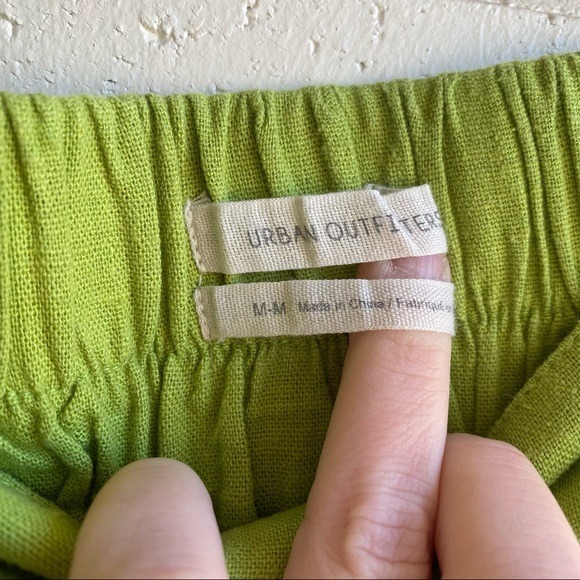 URBAN OUTFITTERS
M-M Made in China / Fabriqué